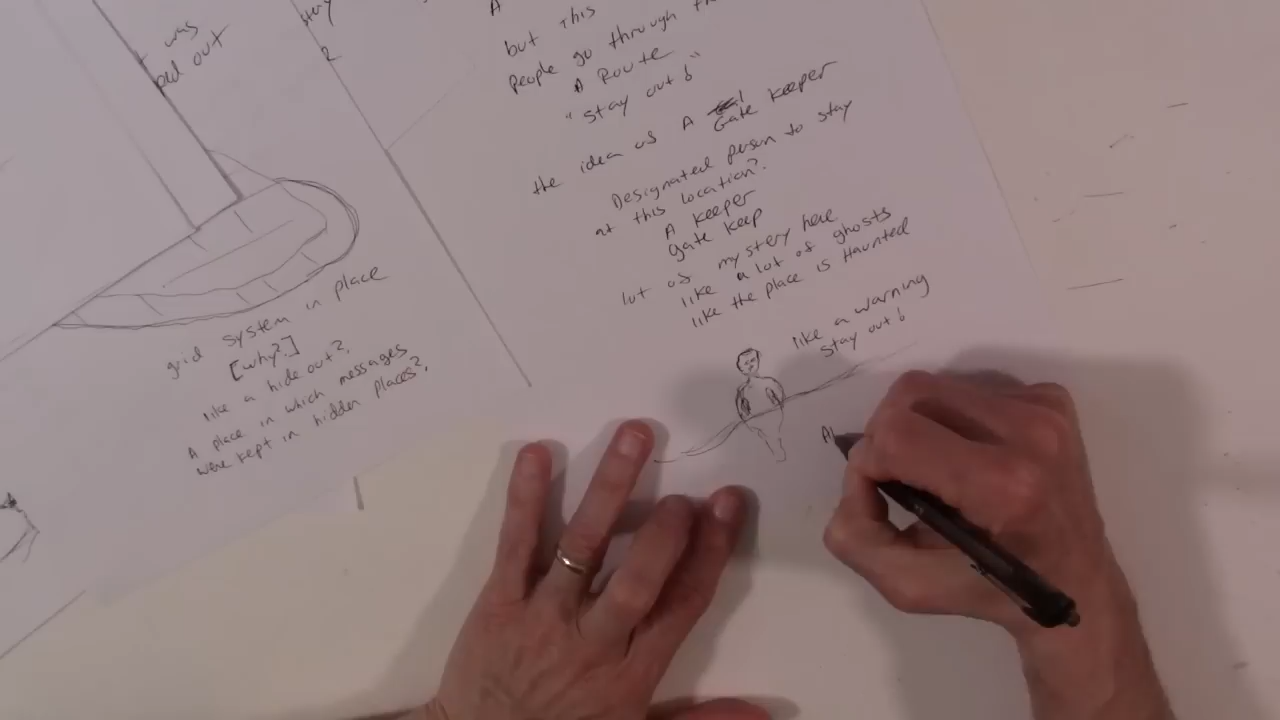 was
out
2
A
but this
People go through
A Route
"Stay out!"
the idea of A Gate Keeper
Designated person to stay
at this location?
A Keeper
Gate Keep
lot of mystery here
like a lot of ghosts
like the place is Haunted
like a warning
Stay out!
grid system in place
[why?]
like a hide out?
A place in which messages
were kept in hidden places?